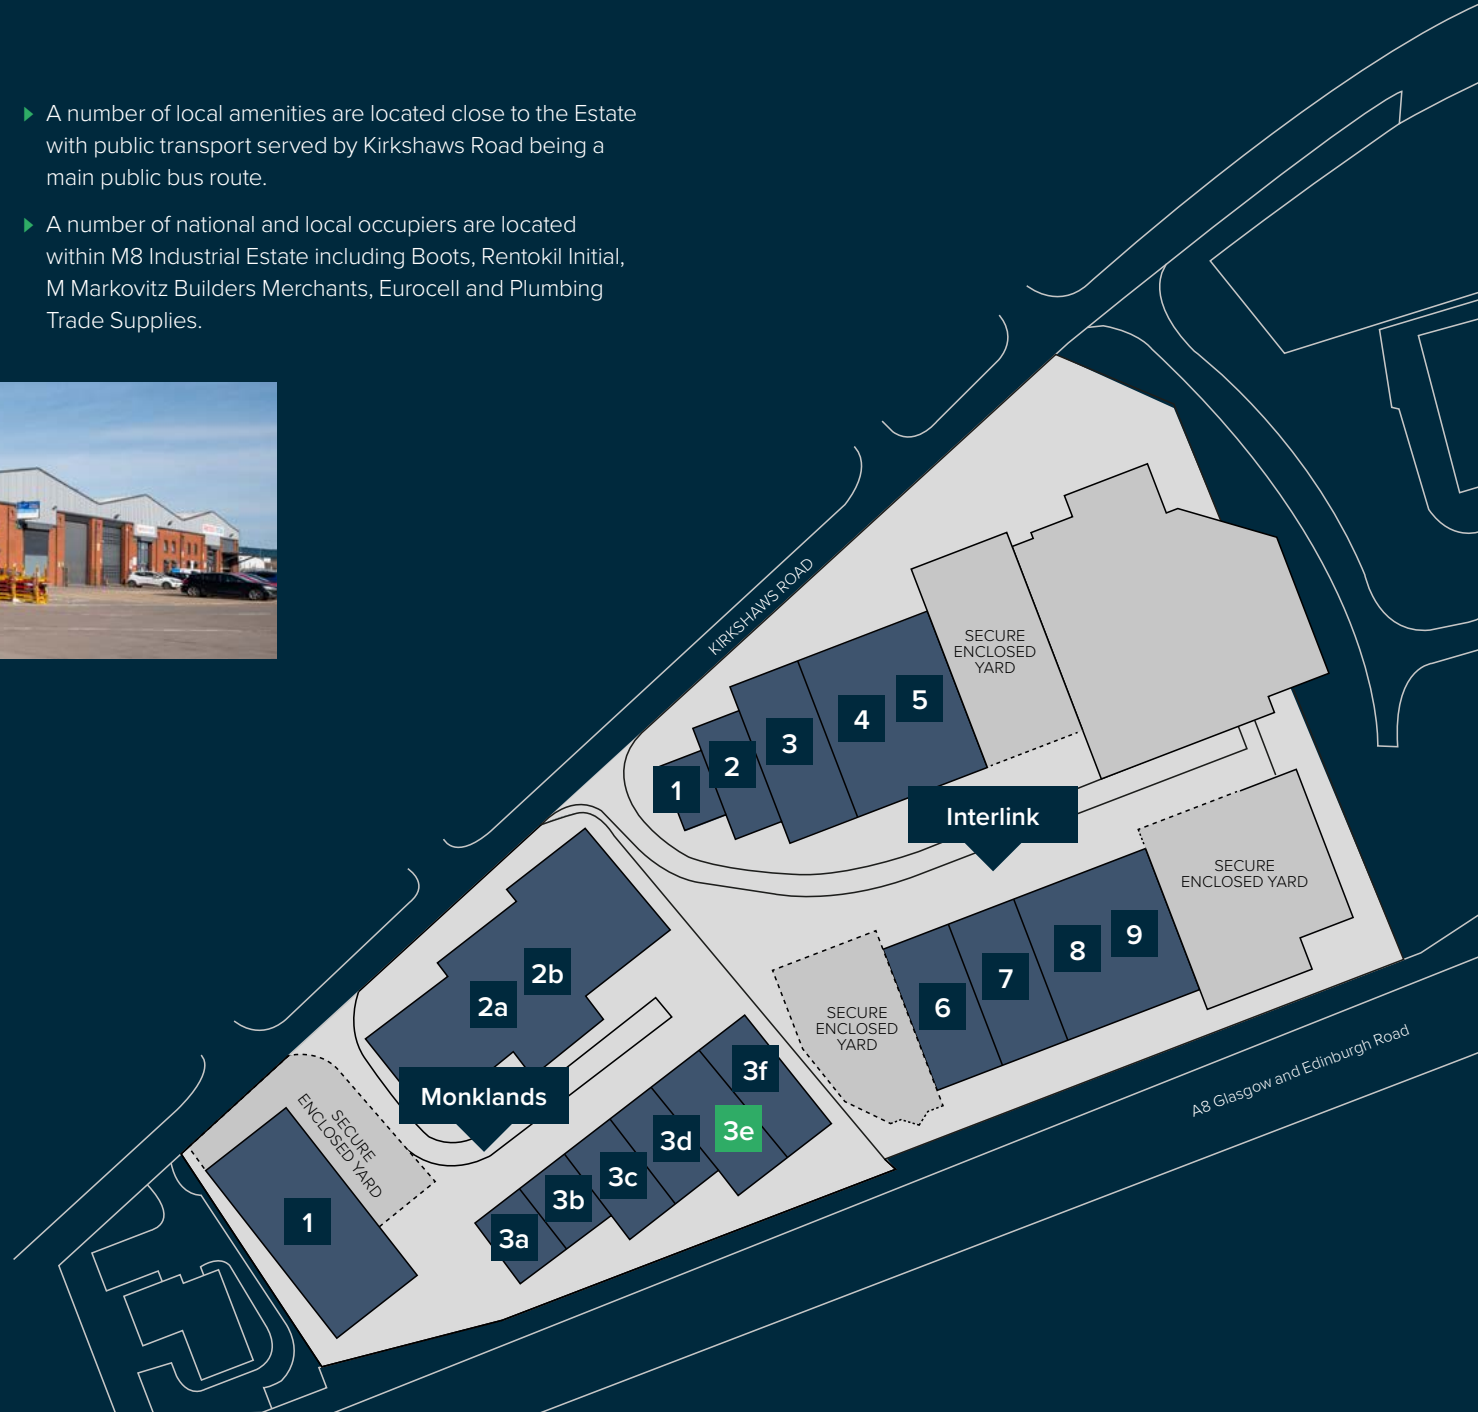 A number of local amenities are located close to the Estate
with public transport served by Kirkshaws Road being a
main public bus route.
A number of national and local occupiers are located
within M8 Industrial Estate including Boots, Rentokil Initial,
M Markovitz Builders Merchants, Eurocell and Plumbing
Trade Supplies.
KIRKSHAWS ROAD
SECURE
ENCLOSED
YARD
5
4
3
2
1
Interlink
SECURE
ENCLOSED YARD
9
8
7
6
SECURE
ENCLOSED
YARD
2b
2a
A8 Glasgow and Edinburgh Road
Monklands
3f
3e
3d
3c
3b
3a
SECURE
ENCLOSED YARD
1